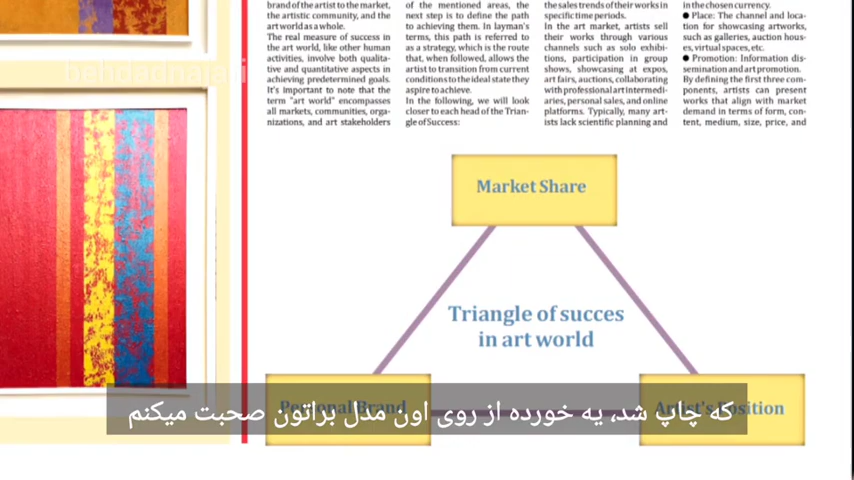 brand of the artist to the market,
the artistic community, and the
art world as a whole.
The real measure of success in
the art world, like other human
activities, involve both qualita-
tive and quantitative aspects in
achieving predetermined goals.
It's important to note that the
term "art world" encompasses
all markets, communities, orga-
nizations, and art stakeholders
of the mentioned areas, the
next step is to define the path
to achieving them. In layman's
terms, this path is referred to
as a strategy, which is the route
that, when followed, allows the
artist to transition from current
conditions to the ideal state they
aspire to achieve.
In the following, we will look
closer to each head of the Trian-
gle of Success:
the sales trends of their works in
specific time periods.
In the art market, artists sell
their works through various
channels such as solo exhibi-
tions, participation in group
shows, showcasing at expos,
art fairs, auctions, collaborating
with professional art intermedi-
aries, personal sales, and online
platforms. Typically, many art-
ists lack scientific planning and
in the chosen currency.
● Place: The channel and loca-
tion for showcasing artworks,
such as galleries, auction hous-
es, virtual spaces, etc.
● Promotion: Information dis-
semination and art promotion.
By defining the first three com-
ponents, artists can present
works that align with market
demand in terms of form, con-
tent, medium, size, price, and
Market Share
Triangle of succes
in art world
Personal Brand
Artist's Position
که چاپ شد، یه خورده از روی اون مدل براتون صحبت میکنم